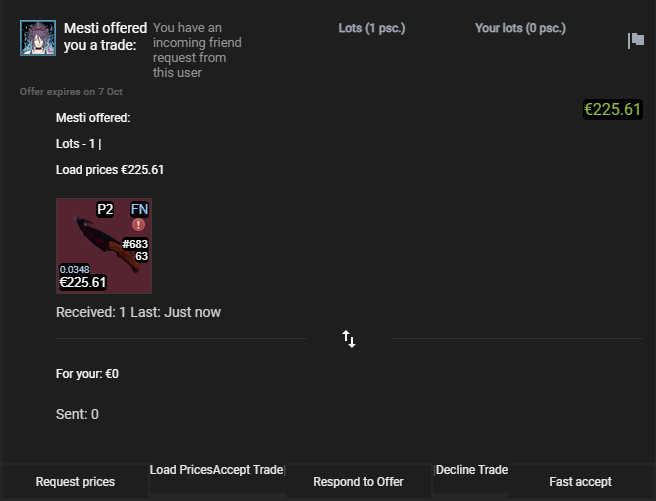 Mesti offered
you a trade:
You have an
incoming friend
request from
this user
Lots (1 psc.)
Your lots (0 psc.)
Offer expires on 7 Oct
€225.61
Mesti offered:
Lots - 1 |
Load prices €225.61
P2
FN
#683
63
0.0348
€225.61
Received: 1 Last: Just now
For your: €0
Sent: 0
Request prices
Load PricesAccept Trade
Respond to Offer
Decline Trade
Fast accept